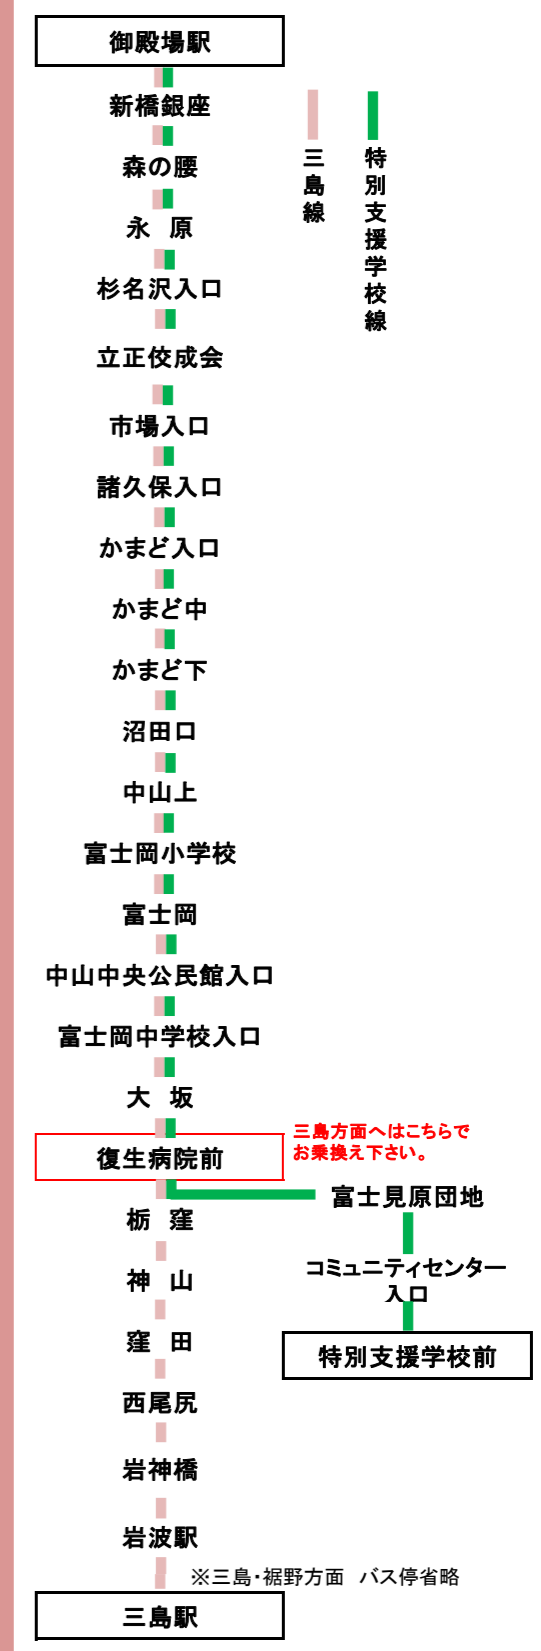 御殿場駅
新橋銀座
三島線
特別支援学校線
森の腰
永　原
杉名沢入口
立正佼成会
市場入口
諸久保入口
かまど入口
かまど中
かまど下
沼田口
中山上
富士岡小学校
富士岡
中山中央公民館入口
富士岡中学校入口
大　坂
復生病院前
三島方面へはこちらで
お乗換え下さい。
富士見原団地
コミュニティセンター
入口
特別支援学校前
栃　窪
神　山
窪　田
西尾尻
岩神橋
岩波駅
※三島・裾野方面　バス停省略
三島駅